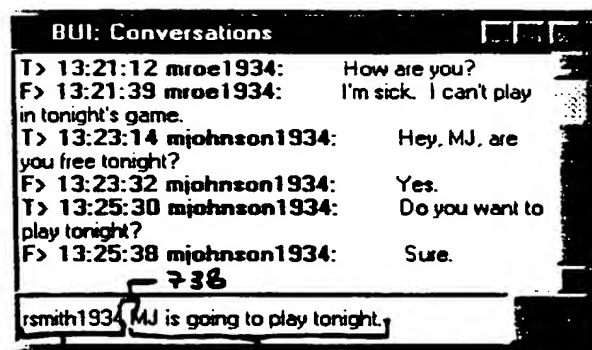 BUI: Conversations
T> 13:21:12 mroe1934: How are you?
F> 13:21:39 mroe1934: I'm sick. I can't play
in tonight's game.
T> 13:23:14 mjohnson1934: Hey, MJ, are
you free tonight?
F> 13:23:32 mjohnson1934: Yes.
T> 13:25:30 mjohnson1934: Do you want to
play tonight?
F> 13:25:38 mjohnson1934: Sure.
738
rsmith1934 MJ is going to play tonight.